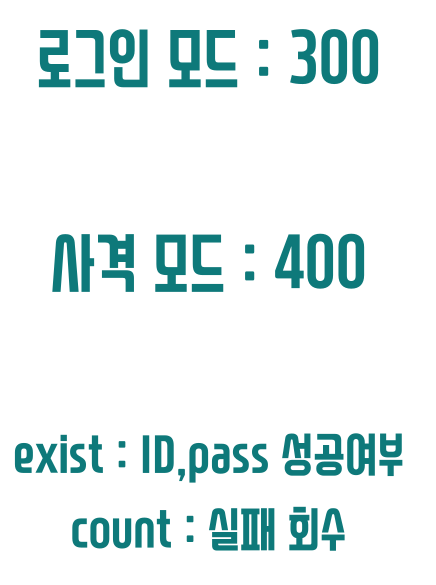 로그인 모드 : 300
사격 모드 : 400
exist : ID,pass 성공여부
count : 실패 회수